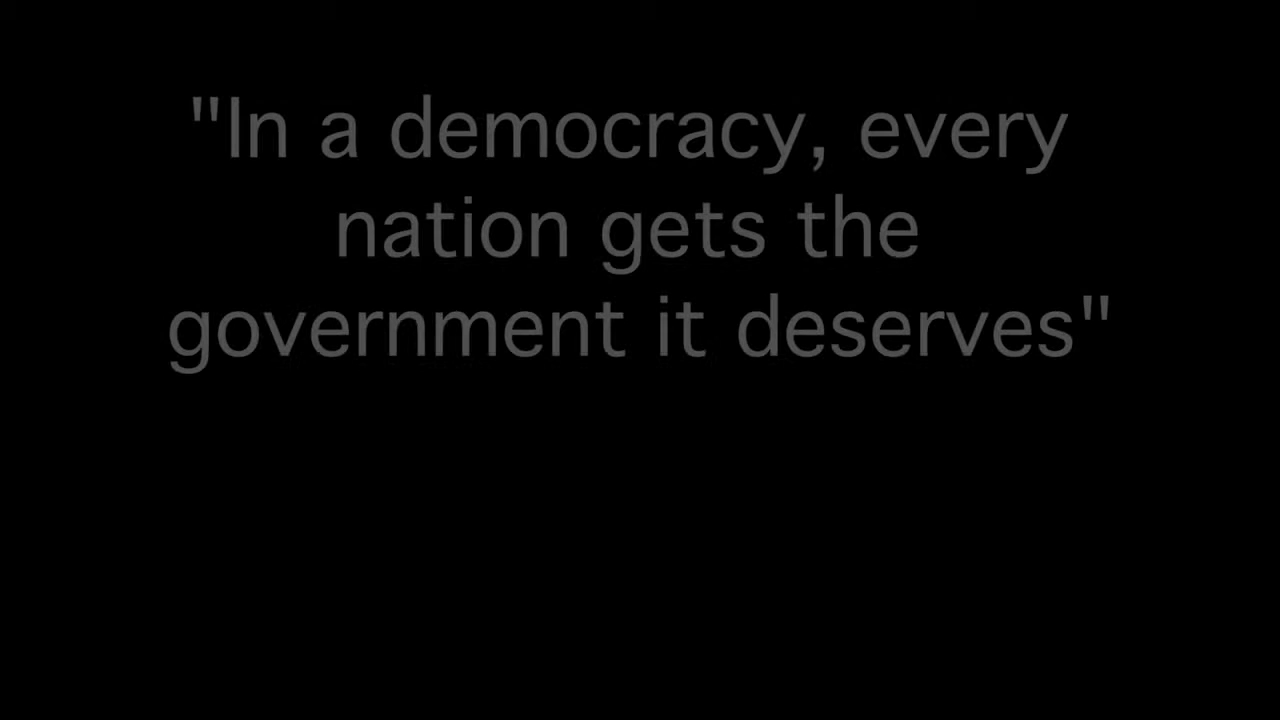 "In a democracy, every
nation gets the
government it deserves"